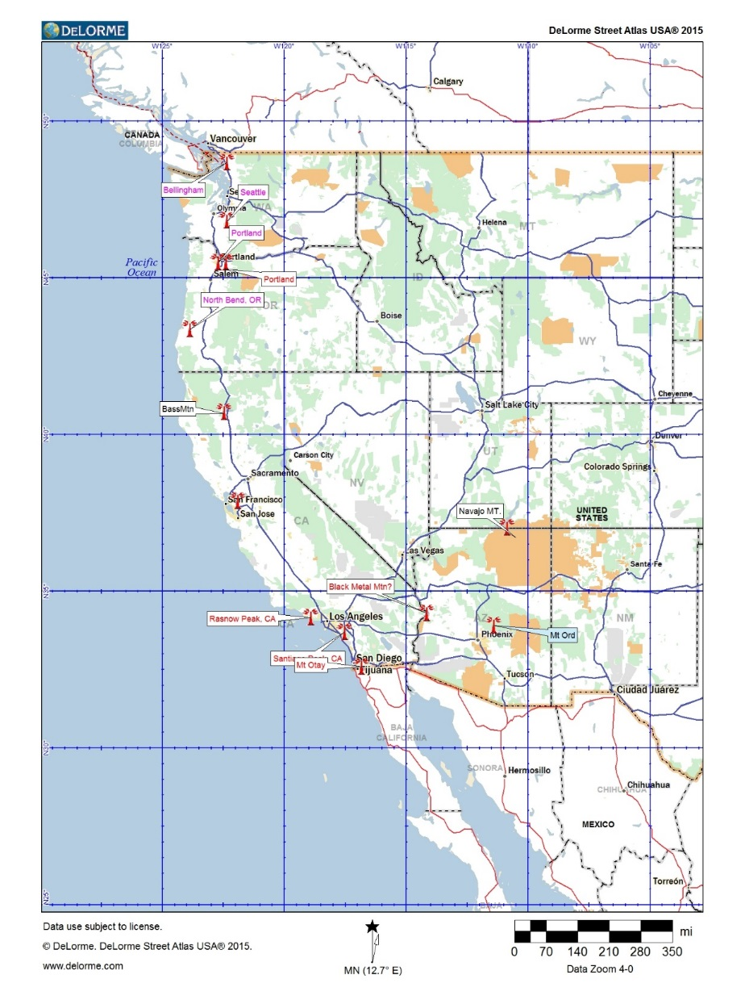 DELORME
DeLorme Street Atlas USA® 2015
W125°
W120°
W115°
W110°
W105°
Calgary
N50°
CANADA
COLUMBIA
Vancouver
Bellingham
Seattle
Olympia
WA
Helena
MT
Portland
Pacific
Ocean
Salem
N45°
Portland
ID
North Bend, OR
OR
Boise
WY
Cheyenne
BassMtn
Salt Lake City
N40°
Denver
Carson City
UT
Colorado Springs
Sacramento
NV
San Francisco
San Jose
CA
Navajo MT.
UNITED
STATES
Las Vegas
Santa Fe
N35°
Black Metal Mtn?
Rasnow Peak, CA
Los Angeles
AZ
NM
Phoenix
Mt Ord
CA
Mt Otay
San Diego
Tijuana
Tucson
Ciudad Juárez
BAJA
CALIFORNIA
N30°
SONORA
Hermosillo
CHIHUAHUA
Chihuahua
MEXICO
Torreón
N25°
BAJA
Data use subject to license.
© DeLorme. DeLorme Street Atlas USA® 2015.
www.delorme.com
MN (12.7° E)
mi
0 70 140 210 280 350
Data Zoom 4-0